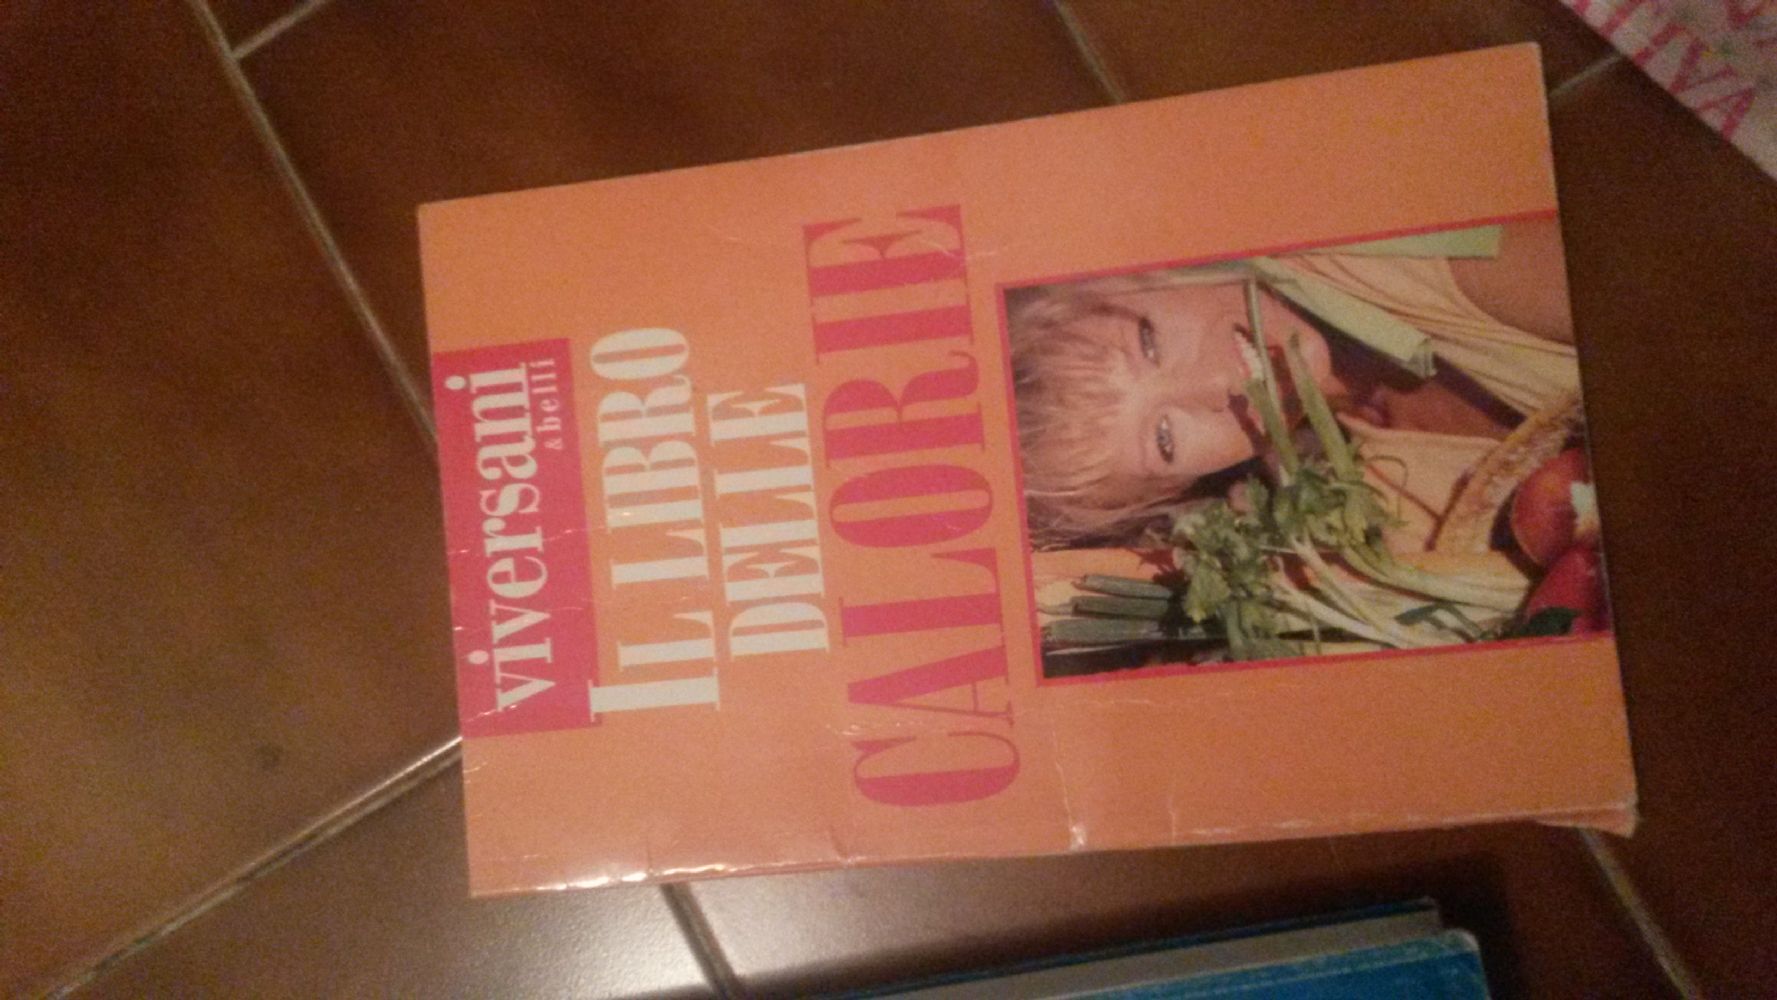 viversani
& belli
IL LIBRO
DELLE
CALORIE